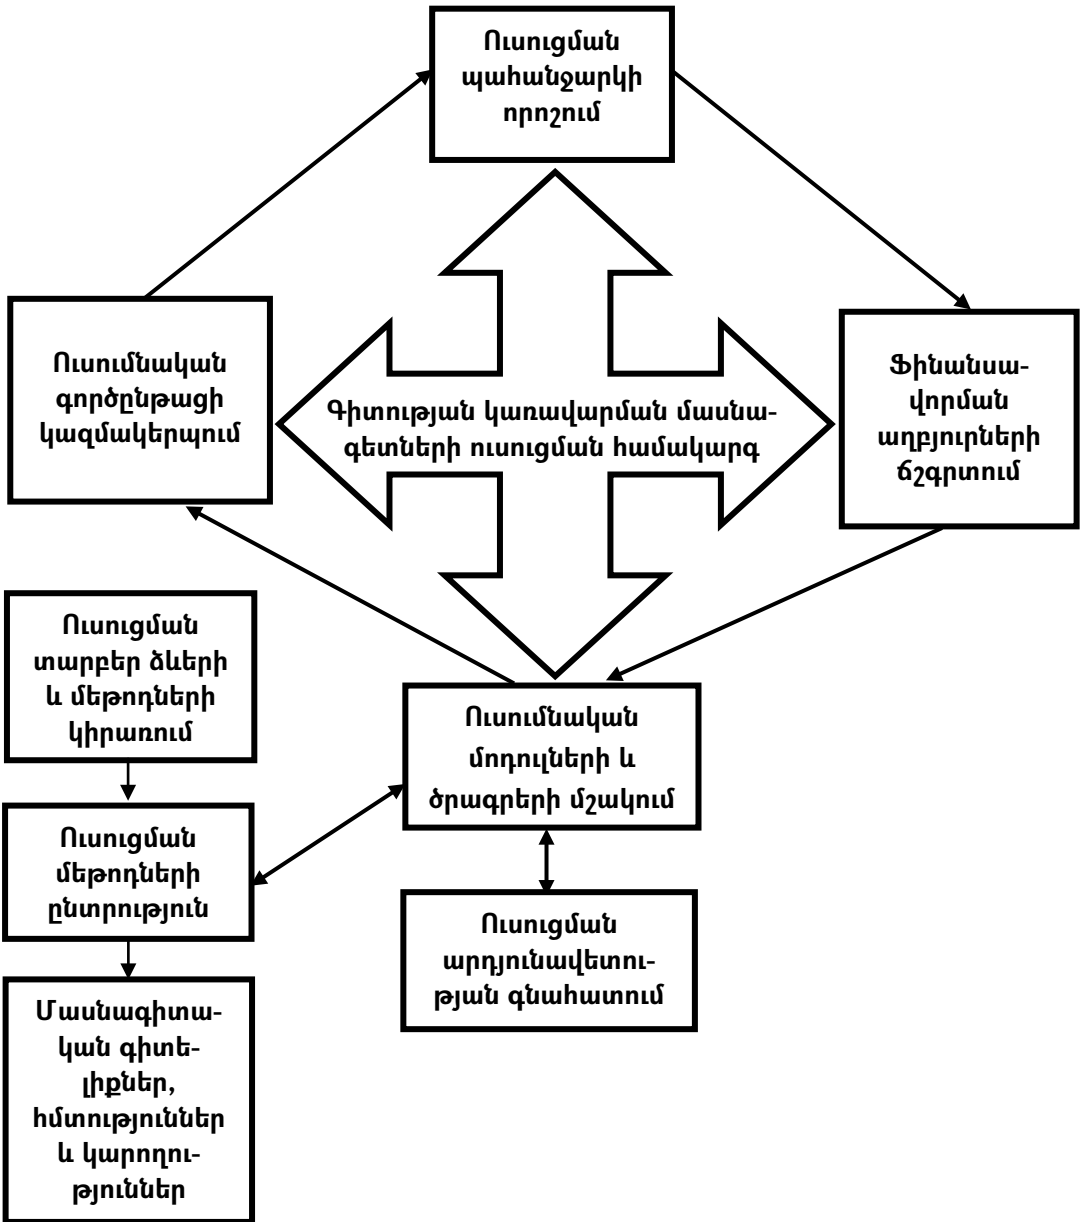 Ուսուցման
պահանջարկի
որոշում
Ուսումնական
գործընթացի
կազմակերպում
Գիտության կառավարման մասնա-
գետների ուսուցման համակարգ
Ֆինանսա-
վորման
աղբյուրների
ճշգրտում
Ուսուցման
տարբեր ձևերի
և մեթոդների
կիրառում
Ուսումնական
մոդուլների և
ծրագրերի մշակում
Ուսուցման
մեթոդների
ընտրություն
Ուսուցման
արդյունավետու-
թյան գնահատում
Մասնագիտա-
կան գիտե-
լիքներ,
հմտություններ
և կարողու-
թյուններ